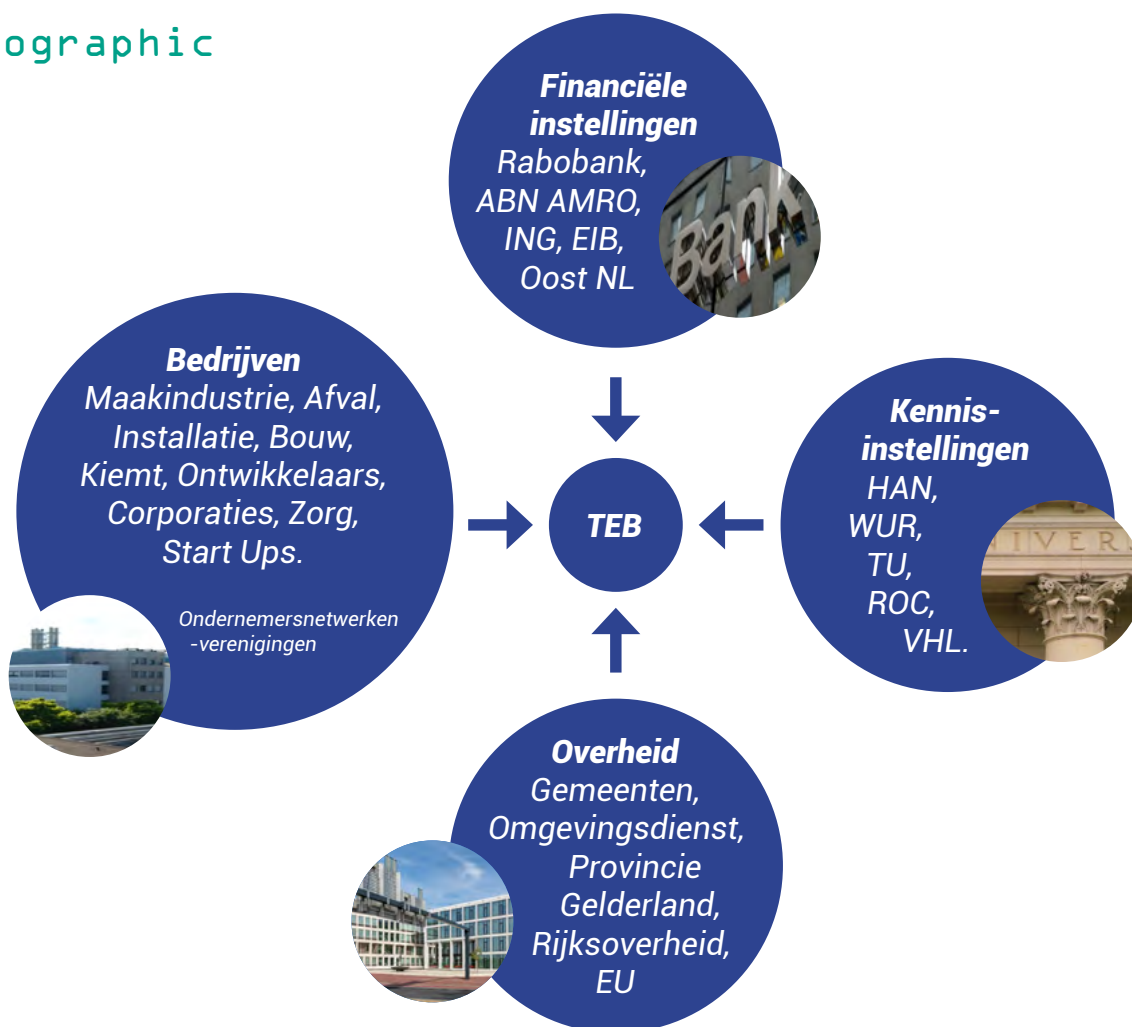 ographic
Financiële
instellingen
Rabobank,
ABN AMRO,
ING, EIB,
Oost NL
Bank
Bedrijven
Maakindustrie, Afval,
Installatie, Bouw,
Kiemt, Ontwikkelaars,
Corporaties, Zorg,
Start Ups.
Ondernemersnetwerken
-verenigingen
TEB
Kennis-
instellingen
HAN,
WUR,
TU,
ROC,
VHL.
NIVER
Overheid
Gemeenten,
Omgevingsdienst,
Provincie
Gelderland,
Rijksoverheid,
EU